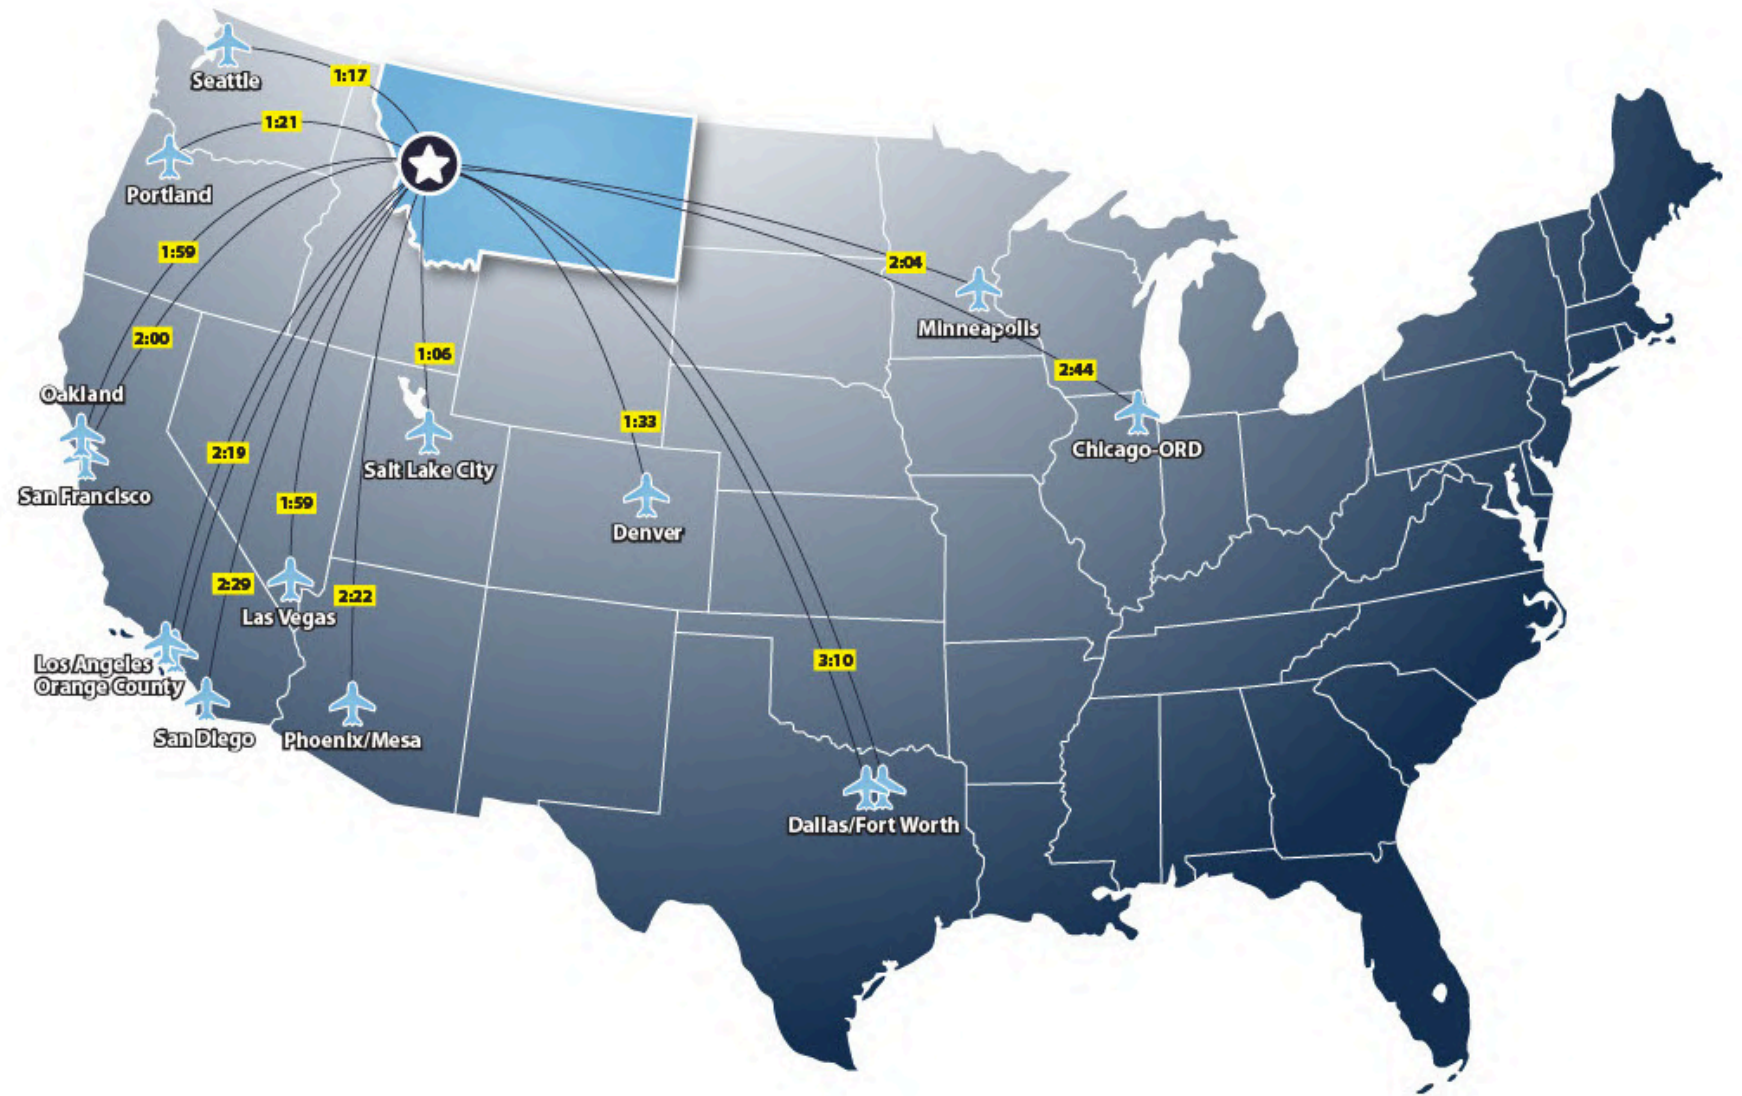 Seattle
1:17
1:21
Portland
1:59
2:04
Minneapolis
2:00
1:06
2:44
Oakland
1:33
Chicago-ORD
2:19
Salt Lake City
San Francisco
1:59
Denver
2:29
2:22
Las Vegas
Los Angeles
Orange County
3:10
San Diego
Phoenix/Mesa
Dallas/Fort Worth